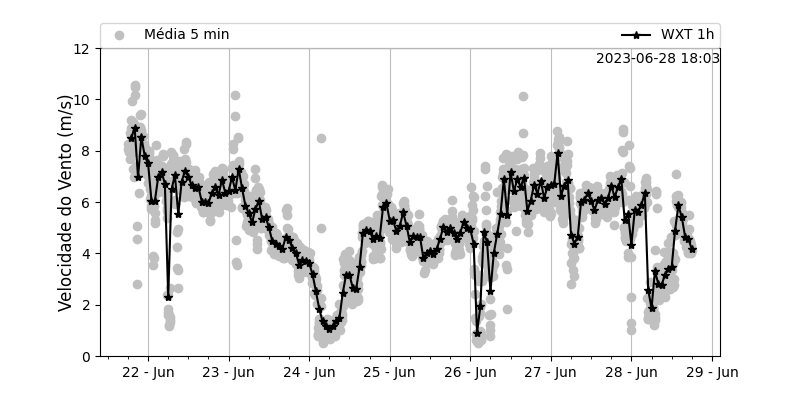 Média 5 min
WXT 1h
2023-06-28 18:03
Velocidade do Vento (m/s)
12
10
8
6
4
2
0
22 - Jun
23 - Jun
24 - Jun
25 - Jun
26 - Jun
27 - Jun
28 - Jun
29 - Jun